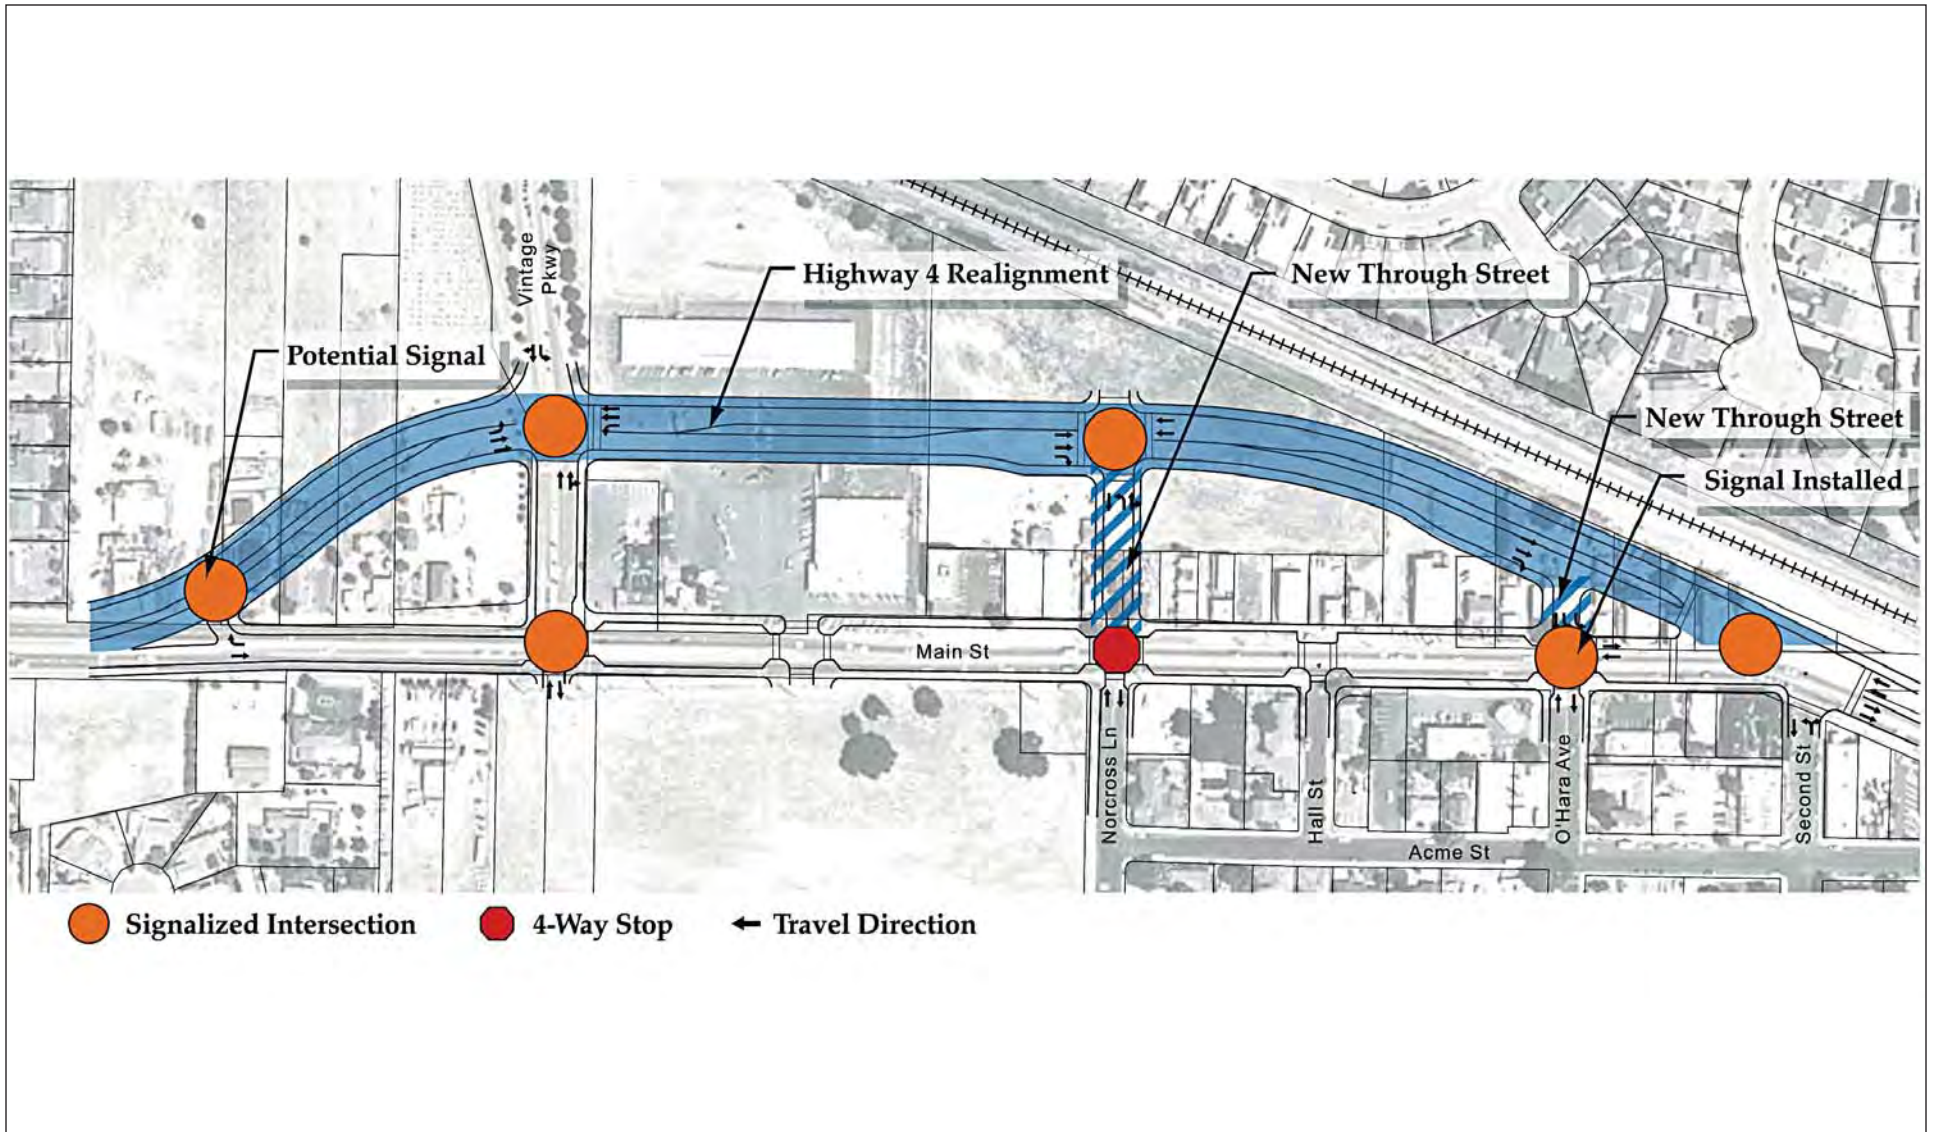 Vintage
Pkwy
Highway 4 Realignment
New Through Street
Potential Signal
New Through Street
Signal Installed
Main St
Norcross Ln
Hall St
O'Hara Ave
Second St
Acme St
Signalized Intersection
4-Way Stop
Travel Direction